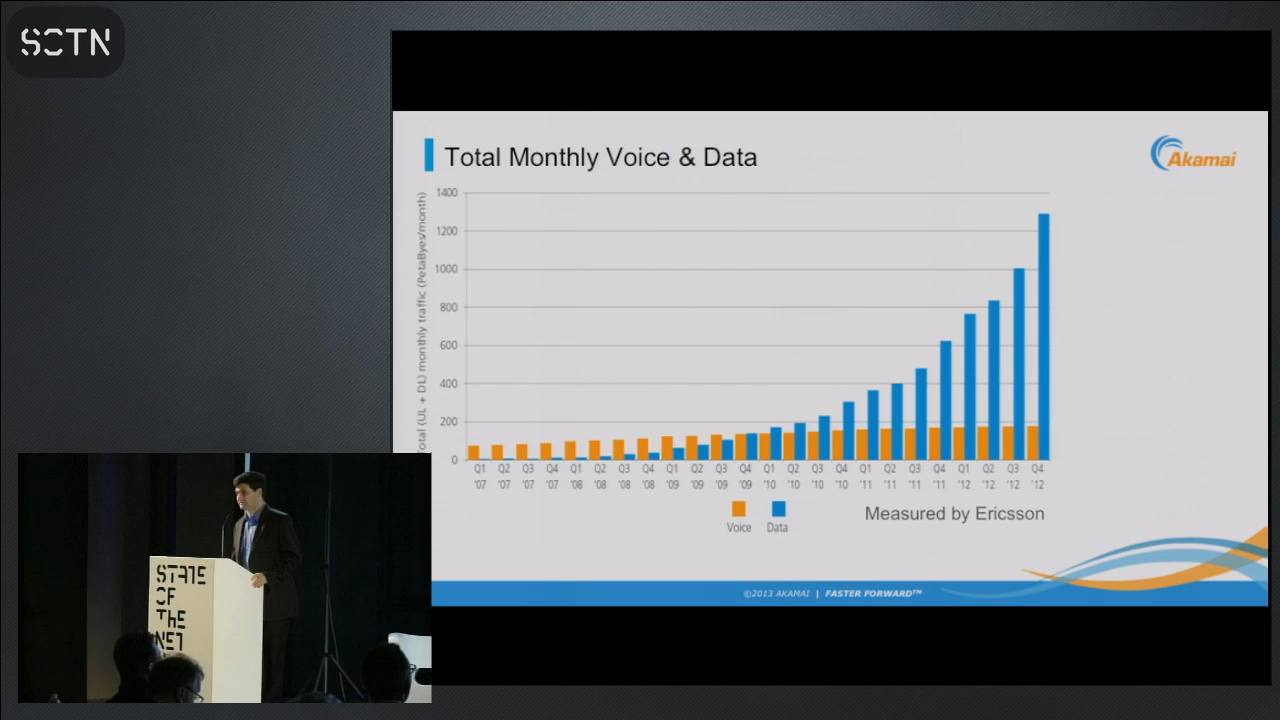 SOTN
Total Monthly Voice & Data
Akamai
otal (UL + DL) monthly traffic (PetaByes/month)
1400
1200
1000
800
600
400
200
0
Q1 Q2 Q3 Q4 Q1 Q2 Q3 Q4 Q1 Q2 Q3 Q4 Q1 Q2 Q3 Q4 Q1 Q2 Q3 Q4 Q1 Q2 Q3 Q4
'07 '07 '07 '07 '08 '08 '08 '08 '09 '09 '09 '09 '10 '10 '10 '10 '11 '11 '11 '11 '12 '12 '12 '12
Voice Data
Measured by Ericsson
©2013 AKAMAI | FASTER FORWARD™
STATE
OF
THE
NET